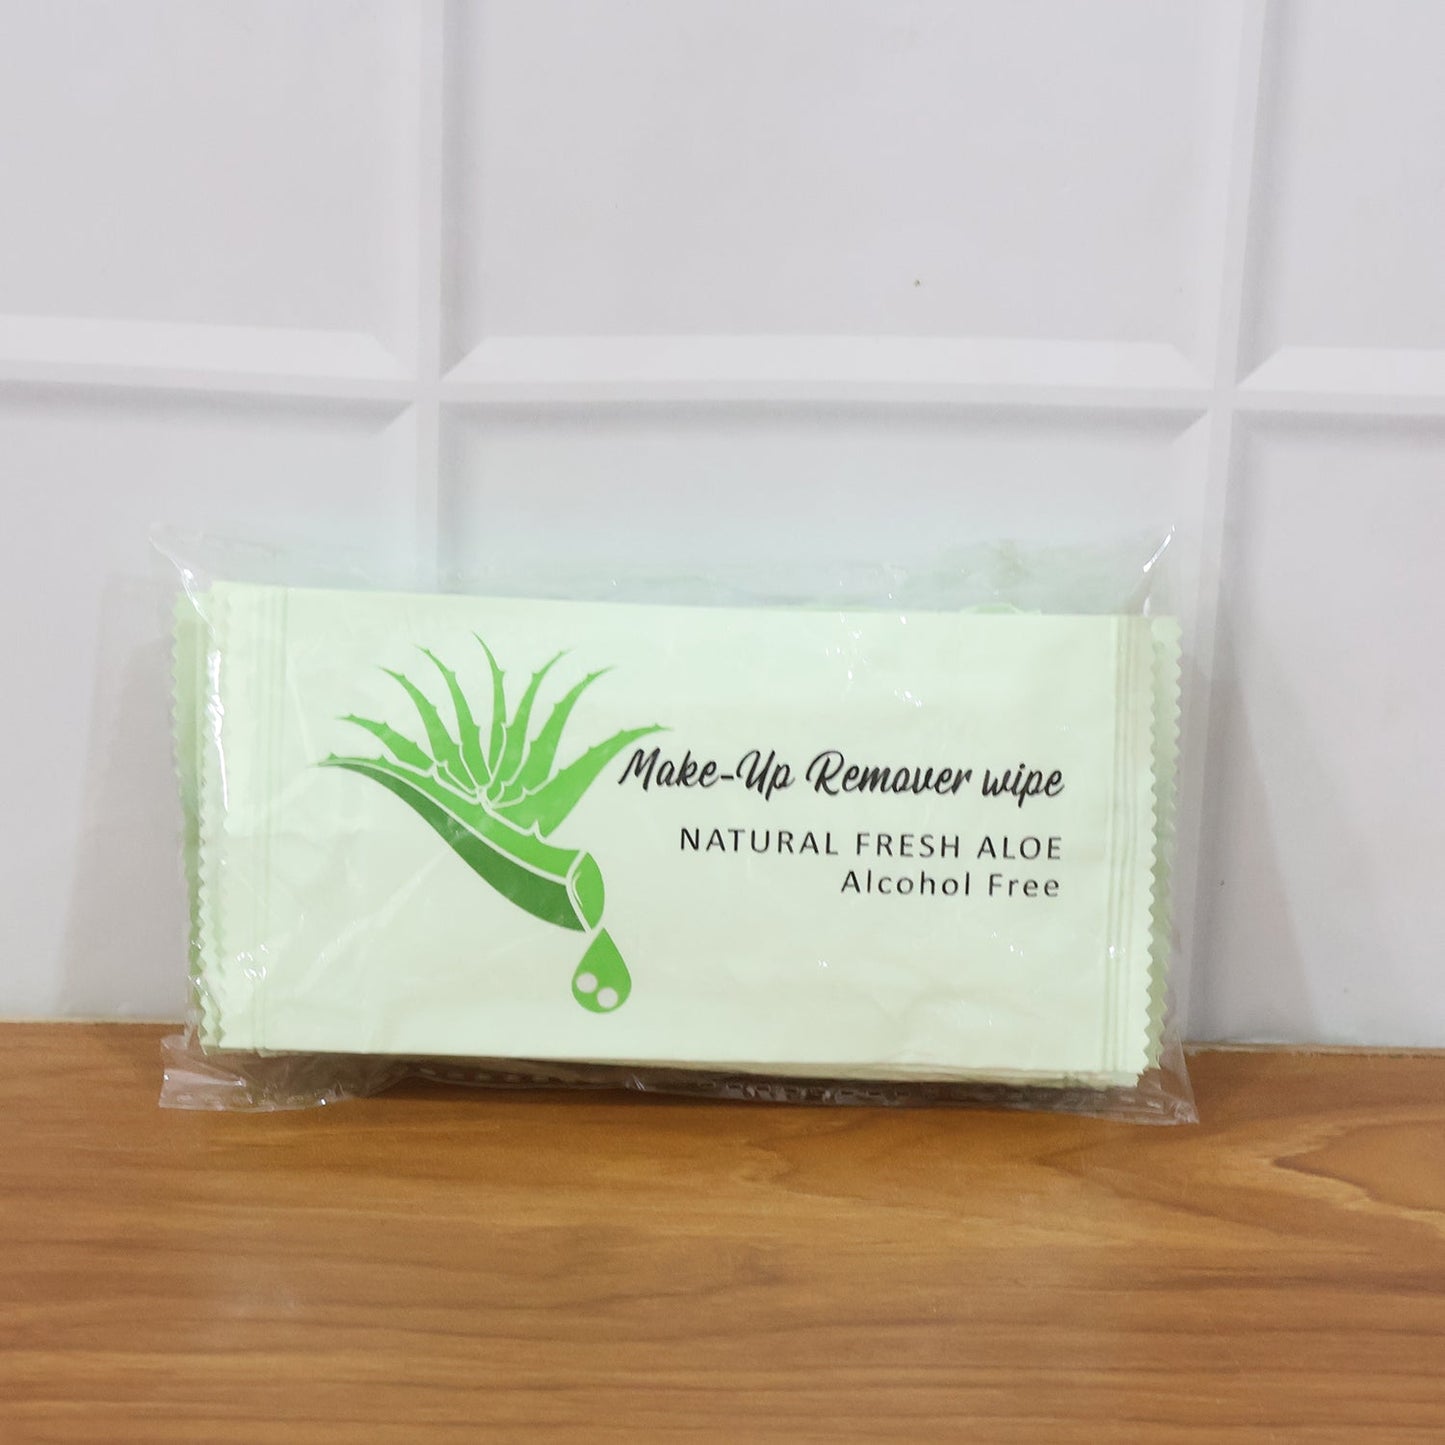 Make-Up Remover wipe
NATURAL FRESH ALOE
Alcohol Free